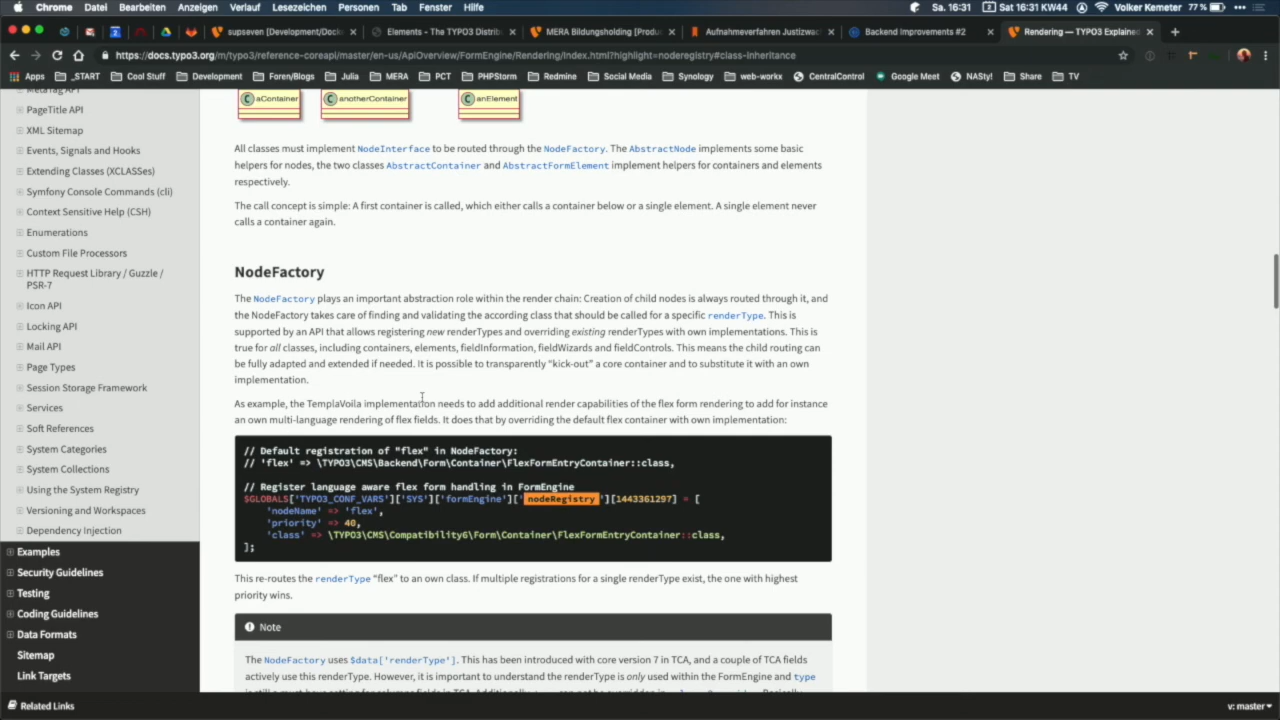 Chrome Datei Bearbeiten Anzeigen Verlauf Lesezeichen Personen Tab Fenster Hilfe Sa. 16:31 Sat 16:31 KW44 Volker Kemeter 77 %
supseven [Development/Dock Elements - The TYPO3 Distrib MERA Bildungsholding [Produc Aufnahmeverfahren Justizwac Backend Improvements #2 Rendering — TYPO3 Explaine
https://docs.typo3.org/m/typo3/reference-coreapi/master/en-us/ApiOverview/FormEngine/Rendering/Index.html?highlight=noderegistry#class-inheritance
Apps _START Cool Stuff Development Foren/Blogs Julia MERA PCT PHPStorm Redmine Social Media Synology web-workx CentralControl Google Meet NASty! Share TV
MetaTag API
PageTitle API
XML Sitemap
Events, Signals and Hooks
Extending Classes (XCLASSes)
Symfony Console Commands (cli)
Context Sensitive Help (CSH)
Enumerations
Custom File Processors
HTTP Request Library / Guzzle /
PSR-7
Icon API
Locking API
Mail API
Page Types
Session Storage Framework
Services
Soft References
System Categories
System Collections
Using the System Registry
Versioning and Workspaces
Dependency Injection
Examples
Security Guidelines
Testing
Coding Guidelines
Data Formats
Sitemap
Link Targets
Related Links
C aContainer C anotherContainer C anElement
All classes must implement NodeInterface to be routed through the NodeFactory. The AbstractNode implements some basic
helpers for nodes, the two classes AbstractContainer and AbstractFormElement implement helpers for containers and elements
respectively.
The call concept is simple: A first container is called, which either calls a container below or a single element. A single element never
calls a container again.
NodeFactory
The NodeFactory plays an important abstraction role within the render chain: Creation of child nodes is always routed through it, and
the NodeFactory takes care of finding and validating the according class that should be called for a specific renderType. This is
supported by an API that allows registering new renderTypes and overriding existing renderTypes with own implementations. This is
true for all classes, including containers, elements, fieldInformation, fieldWizards and fieldControls. This means the child routing can
be fully adapted and extended if needed. It is possible to transparently “kick-out” a core container and to substitute it with an own
implementation.
As example, the TemplaVoila implementation needs to add additional render capabilities of the flex form rendering to add for instance
an own multi-language rendering of flex fields. It does that by overriding the default flex container with own implementation:
// Default registration of "flex" in NodeFactory:
// 'flex' => \TYPO3\CMS\Backend\Form\Container\FlexFormEntryContainer::class,
// Register language aware flex form handling in FormEngine
$GLOBALS['TYPO3_CONF_VARS']['SYS']['formEngine']['nodeRegistry'][1443361297] = [
'nodeName' => 'flex',
'priority' => 40,
'class' => \TYPO3\CMS\Compatibility6\Form\Container\FlexFormEntryContainer::class,
];
This re-routes the renderType “flex” to an own class. If multiple registrations for a single renderType exist, the one with highest
priority wins.
Note
The NodeFactory uses $data['renderType']. This has been introduced with core version 7 in TCA, and a couple of TCA fields
actively use this renderType. However, it is important to understand the renderType is only used within the FormEngine and type
v: master